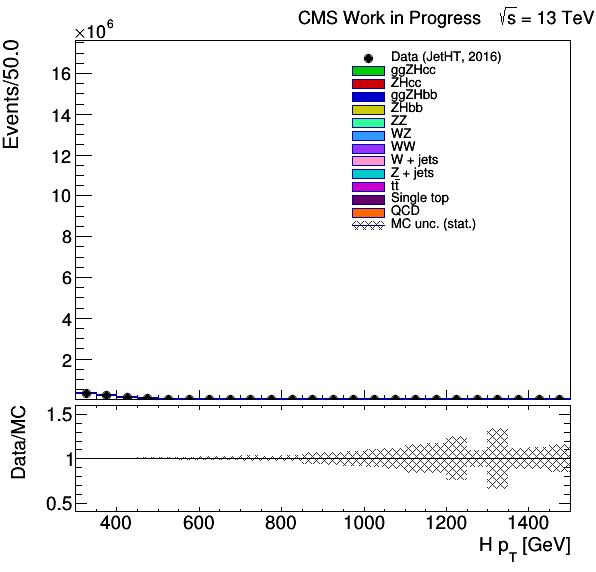 CMS Work in Progress √s = 13 TeV
×10⁶
Events/50.0
16
14
12
10
8
6
4
2
Data (JetHT, 2016)
ggZHcc
ZHcc
ggZHbb
ZHbb
ZZ
WZ
WW
W + jets
Z + jets
tt̄
Single top
QCD
MC unc. (stat.)
Data/MC
1.5
1
0.5
400 600 800 1000 1200 1400
H p_T [GeV]